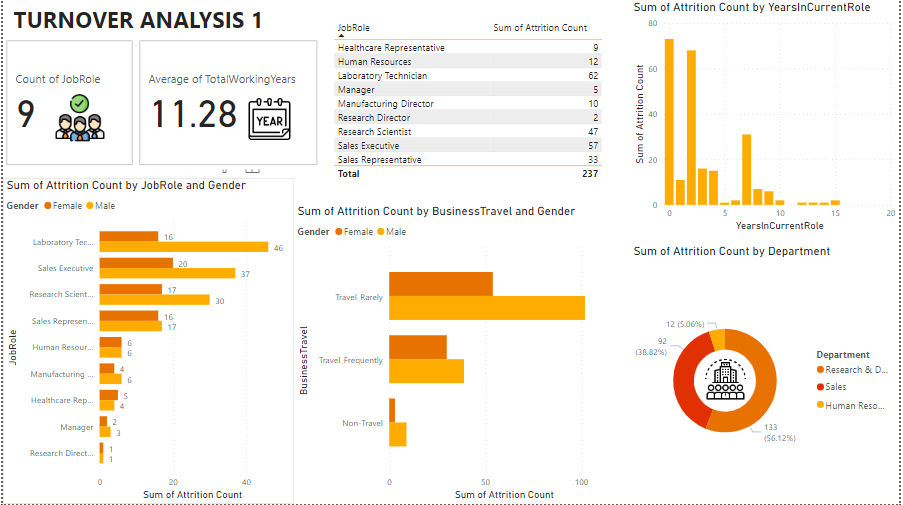 TURNOVER ANALYSIS 1
Count of JobRole
9
Average of TotalWorkingYears
11.28
YEAR
JobRole Sum of Attrition Count
Healthcare Representative 9
Human Resources 12
Laboratory Technician 62
Manager 5
Manufacturing Director 10
Research Director 2
Research Scientist 47
Sales Executive 57
Sales Representative 33
Total 237
Sum of Attrition Count by YearsInCurrentRole
Sum of Attrition Count
80
60
40
20
0
0 5 10 15 20
YearsInCurrentRole
Sum of Attrition Count by JobRole and Gender
Gender Female Male
JobRole
Laboratory Tec... 16
46
Sales Executive 20
37
Research Scient... 17
30
Sales Represen... 16
17
Human Resour... 6
6
Manufacturing ... 4
6
Healthcare Rep... 5
4
Manager 2
3
Research Direct... 1
1
0 20 40
Sum of Attrition Count
Sum of Attrition Count by BusinessTravel and Gender
Gender Female Male
BusinessTravel
Travel_Rarely
Travel_Frequently
Non-Travel
0 50 100
Sum of Attrition Count
Sum of Attrition Count by Department
12 (5.06%)
92
(38.82%)
133
(56.12%)
Department
Research & D...
Sales
Human Reso...